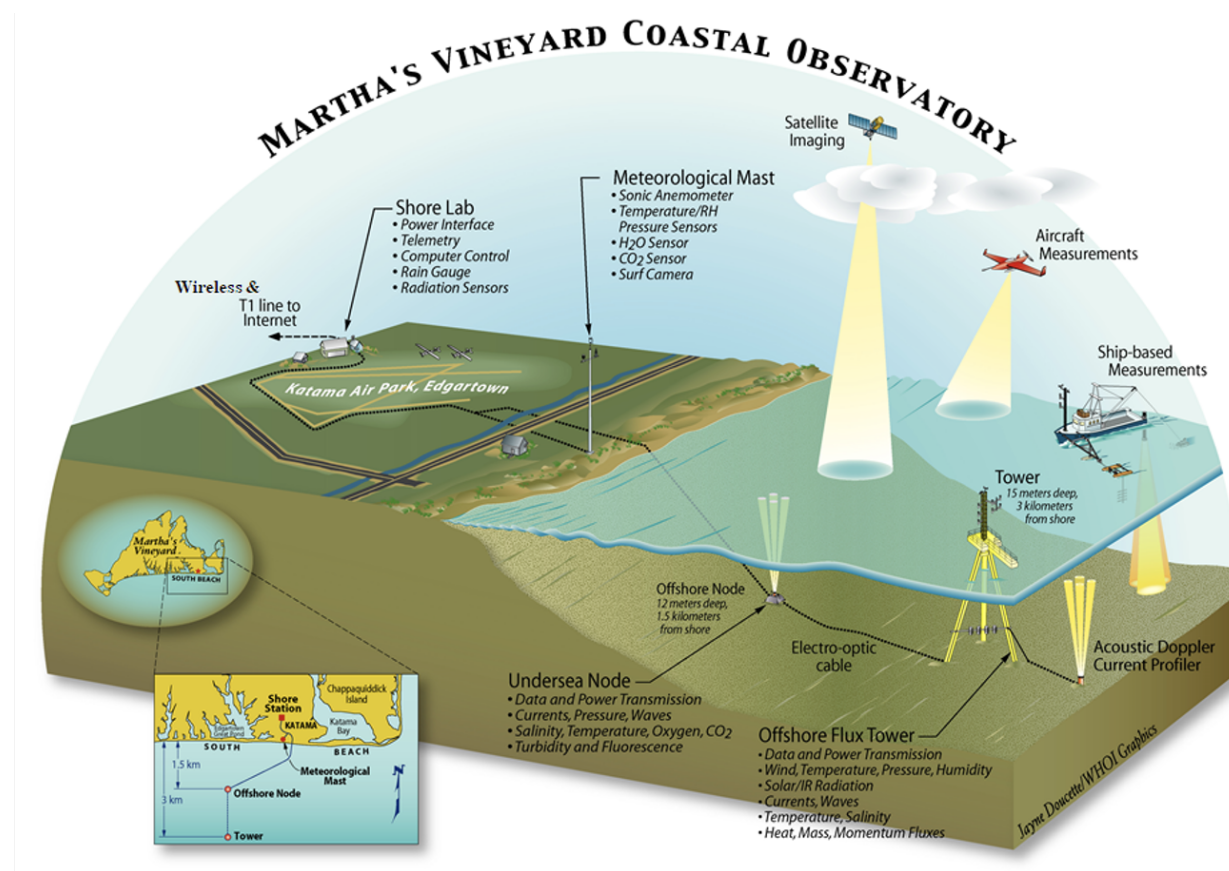 MARTHA'S VINEYARD COASTAL OBSERVATORY
Satellite
Imaging
Meteorological Mast
• Sonic Anemometer
• Temperature/RH
Pressure Sensors
• H2O Sensor
• CO2 Sensor
• Surf Camera
Shore Lab
• Power Interface
• Telemetry
• Computer Control
• Rain Gauge
• Radiation Sensors
Aircraft
Measurements
Wireless &
T1 line to
Internet
Ship-based
Measurements
Katama Air Park, Edgartown
Tower
15 meters deep,
3 kilometers
from shore
Martha's
Vineyard
SOUTH BEACH
Offshore Node
12 meters deep,
1.5 kilometers
from shore
Electro-optic
cable
Acoustic Doppler
Current Profiler
Undersea Node
• Data and Power Transmission
• Currents, Pressure, Waves
• Salinity, Temperature, Oxygen, CO2
• Turbidity and Fluorescence
Offshore Flux Tower
• Data and Power Transmission
• Wind, Temperature, Pressure, Humidity
• Solar/IR Radiation
• Currents, Waves
• Temperature, Salinity
• Heat, Mass, Momentum Fluxes
Chappaquiddick
Island
Shore
Station
Edgartown
Great Pond
KATAMA
Katama
Bay
SOUTH BEACH
1.5 km
Meteorological
Mast
N
Offshore Node
3 km
Tower
Jayne Doucette/WHOI Graphics